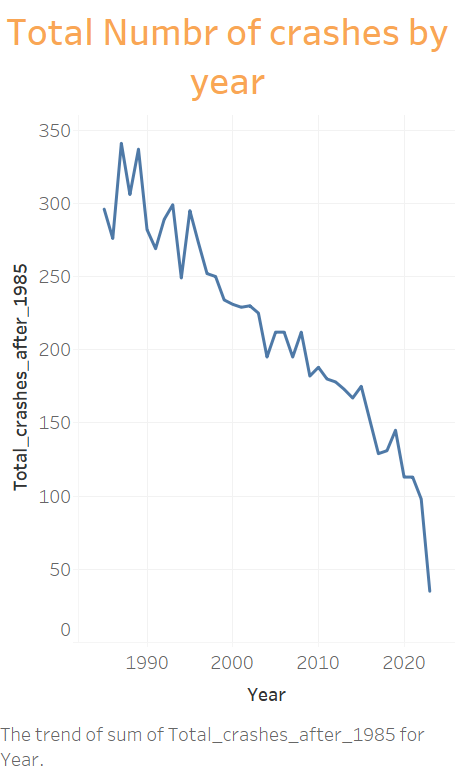 Total Numbr of crashes by
year
350
300
250
200
150
100
50
0
Total_crashes_after_1985
1990 2000 2010 2020
Year
The trend of sum of Total_crashes_after_1985 for
Year.